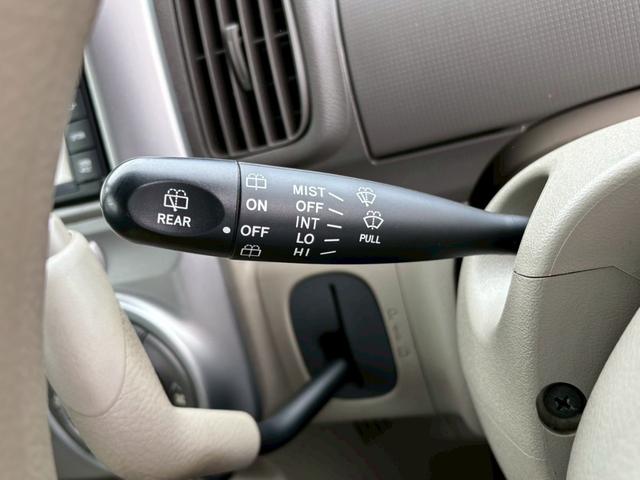 REAR
ON
OFF
MIST
OFF
INT
LO
HI
PULL